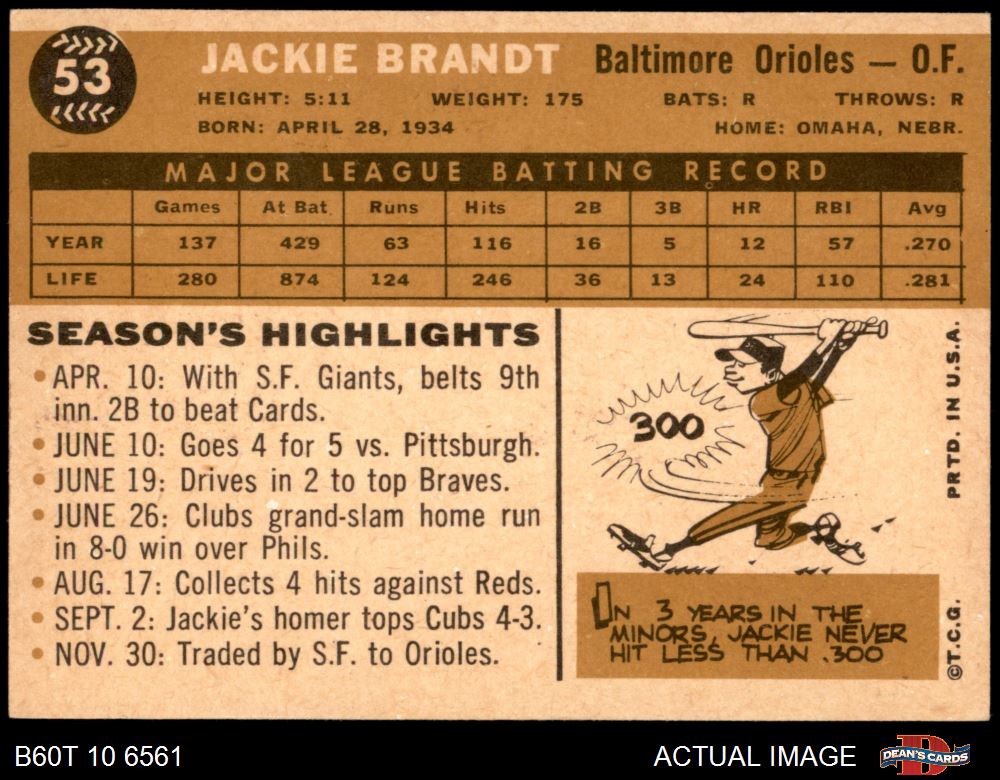 53
JACKIE BRANDT Baltimore Orioles — O.F.
HEIGHT: 5:11 WEIGHT: 175 BATS: R THROWS: R
BORN: APRIL 28, 1934 HOME: OMAHA, NEBR.
MAJOR LEAGUE BATTING RECORD
Games At Bat Runs Hits 2B 3B HR RBI Avg
YEAR 137 429 63 116 16 5 12 57 .270
LIFE 280 874 124 246 36 13 24 110 .281
SEASON'S HIGHLIGHTS
• APR. 10: With S.F. Giants, belts 9th
inn. 2B to beat Cards.
• JUNE 10: Goes 4 for 5 vs. Pittsburgh.
• JUNE 19: Drives in 2 to top Braves.
• JUNE 26: Clubs grand-slam home run
in 8-0 win over Phils.
• AUG. 17: Collects 4 hits against Reds.
• SEPT. 2: Jackie's homer tops Cubs 4-3.
• NOV. 30: Traded by S.F. to Orioles.
300
IN 3 YEARS IN THE
MINORS, JACKIE NEVER
HIT LESS THAN .300
PRTD. IN U.S.A.
©T.C.G.
B60T 10 6561 ACTUAL IMAGE DEAN'S CARDS